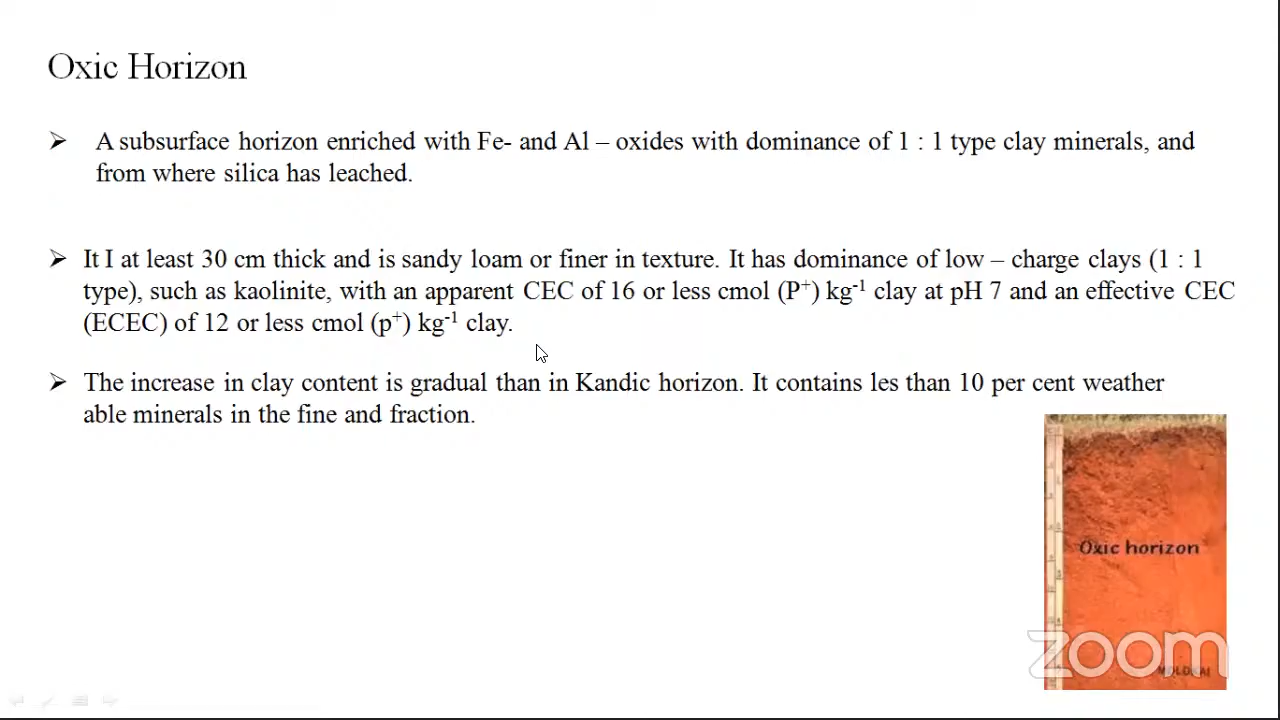 Oxic Horizon
➢ A subsurface horizon enriched with Fe- and Al – oxides with dominance of 1 : 1 type clay minerals, and
from where silica has leached.
➢ It I at least 30 cm thick and is sandy loam or finer in texture. It has dominance of low – charge clays (1 : 1
type), such as kaolinite, with an apparent CEC of 16 or less cmol (P⁺) kg⁻¹ clay at pH 7 and an effective CEC
(ECEC) of 12 or less cmol (p⁺) kg⁻¹ clay.
➢ The increase in clay content is gradual than in Kandic horizon. It contains less than 10 per cent weather
able minerals in the fine and fraction.
Oxic horizon
zoom